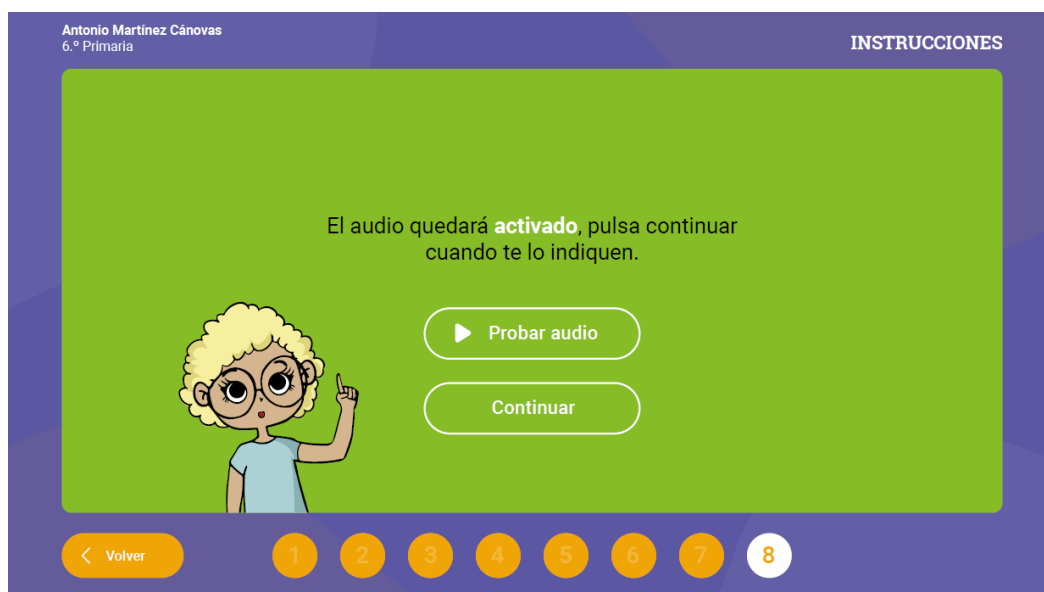 Antonio Martínez Cánovas
6.º Primaria
INSTRUCCIONES
El audio quedará activado, pulsa continuar
cuando te lo indiquen.
Probar audio
Continuar
Volver
1 2 3 4 5 6 7 8